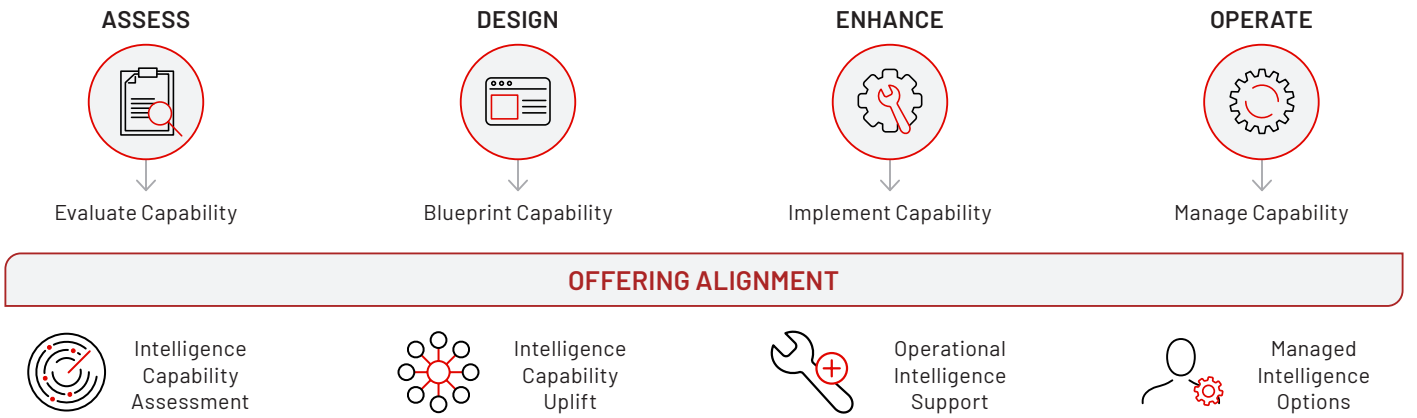 ASSESS
DESIGN
ENHANCE
OPERATE
Evaluate Capability
Blueprint Capability
Implement Capability
Manage Capability
OFFERING ALIGNMENT
Intelligence
Capability
Assessment
Intelligence
Capability
Uplift
Operational
Intelligence
Support
Managed
Intelligence
Options